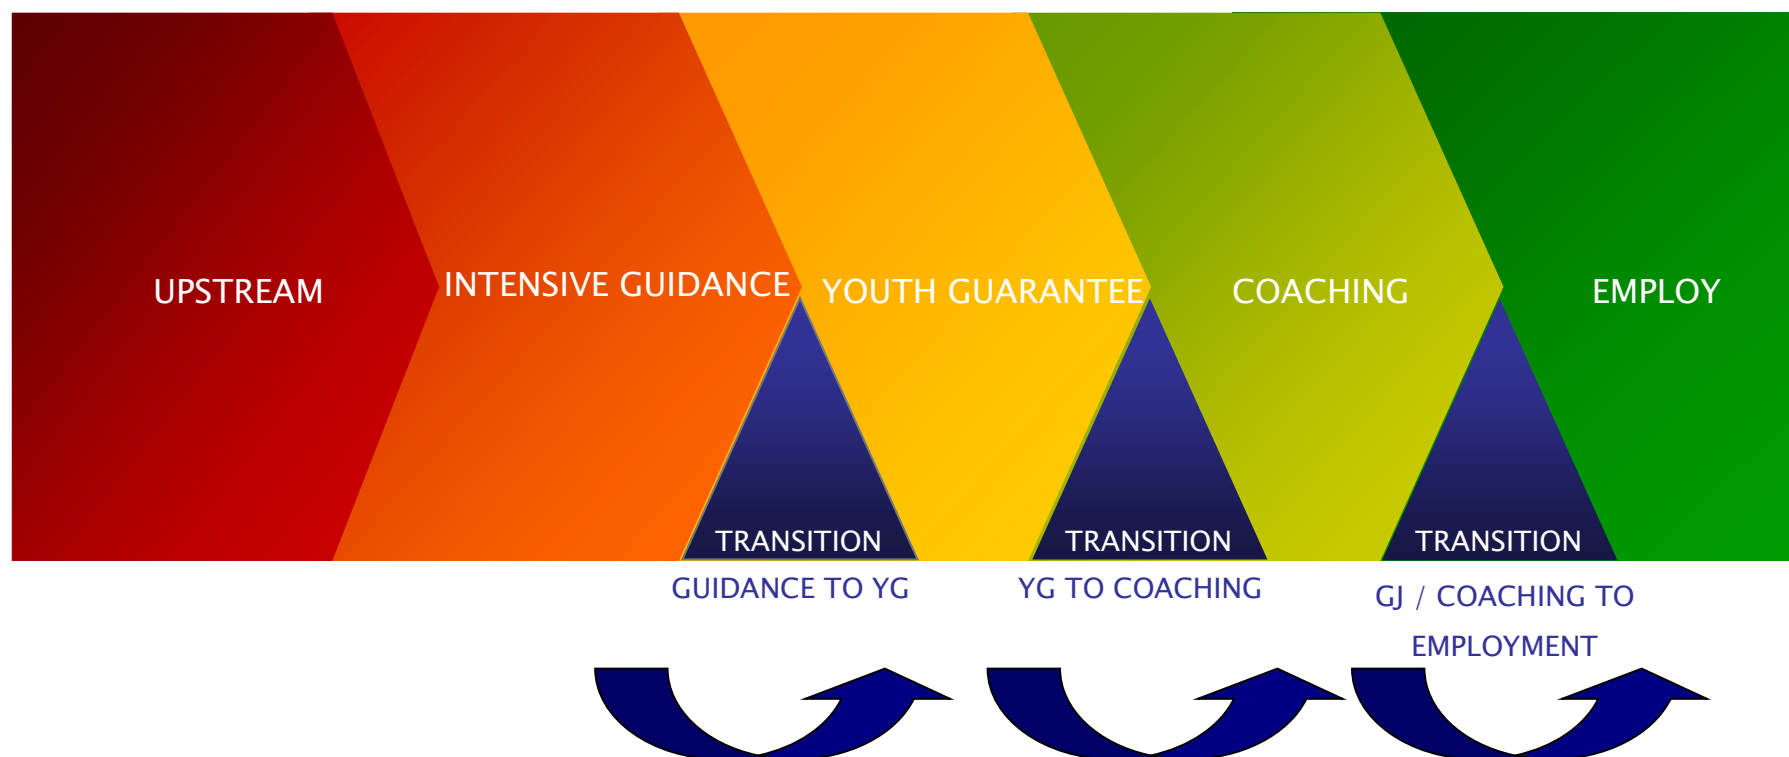 UPSTREAM
INTENSIVE GUIDANCE
YOUTH GUARANTEE
COACHING
EMPLOY
TRANSITION
TRANSITION
TRANSITION
GUIDANCE TO YG
YG TO COACHING
GJ / COACHING TO
EMPLOYMENT